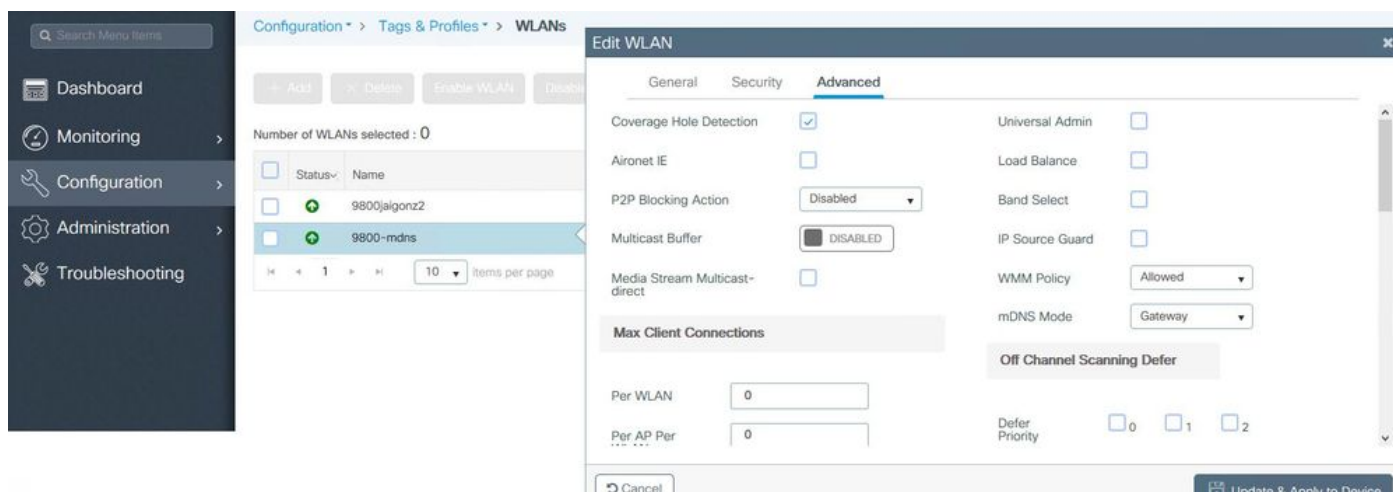 Search Menu Items
Dashboard
Monitoring
Configuration
Administration
Troubleshooting
Configuration > Tags & Profiles > WLANs
+ Add × Delete Enable WLAN
Number of WLANs selected : 0
Status Name
9800jaigonz2
9800-mdns
1 10 items per page
Edit WLAN
General Security Advanced
Coverage Hole Detection
Aironet IE
P2P Blocking Action Disabled
Multicast Buffer DISABLED
Media Stream Multicast-
direct
Max Client Connections
Per WLAN 0
Per AP Per 0
Universal Admin
Load Balance
Band Select
IP Source Guard
WMM Policy Allowed
mDNS Mode Gateway
Off Channel Scanning Defer
Defer
Priority 0 1 2
Cancel
Update & Apply to Device